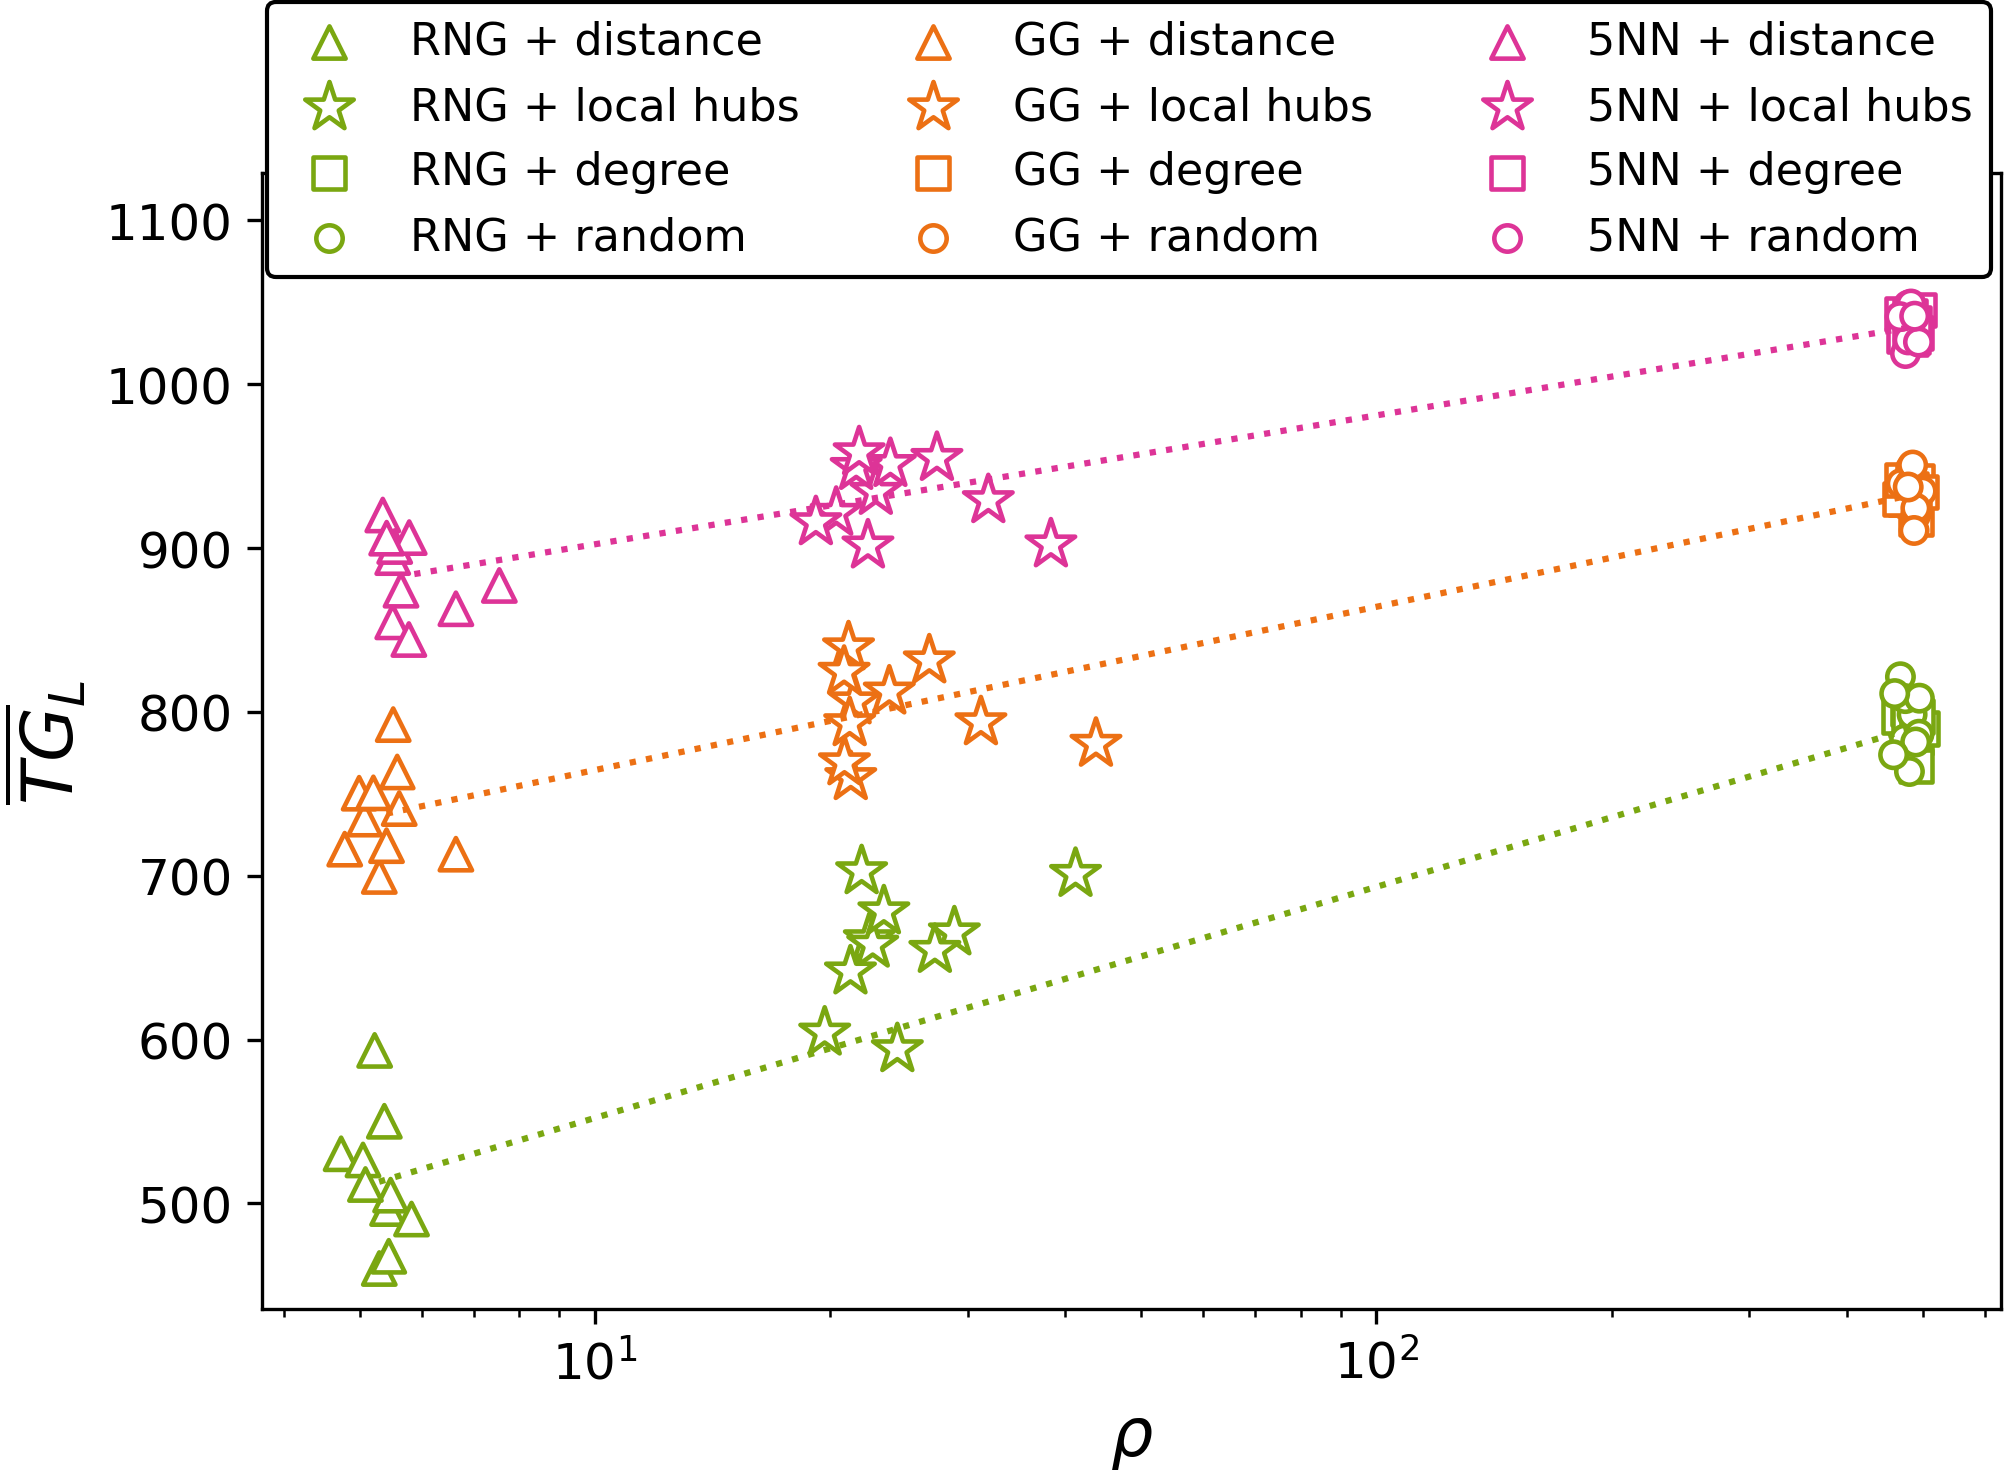 RNG + distance GG + distance 5NN + distance
RNG + local hubs GG + local hubs 5NN + local hubs
RNG + degree GG + degree 5NN + degree
RNG + random GG + random 5NN + random
1100
1000
900
800
700
600
500
T̅G̅_L
10¹ 10²
ρ